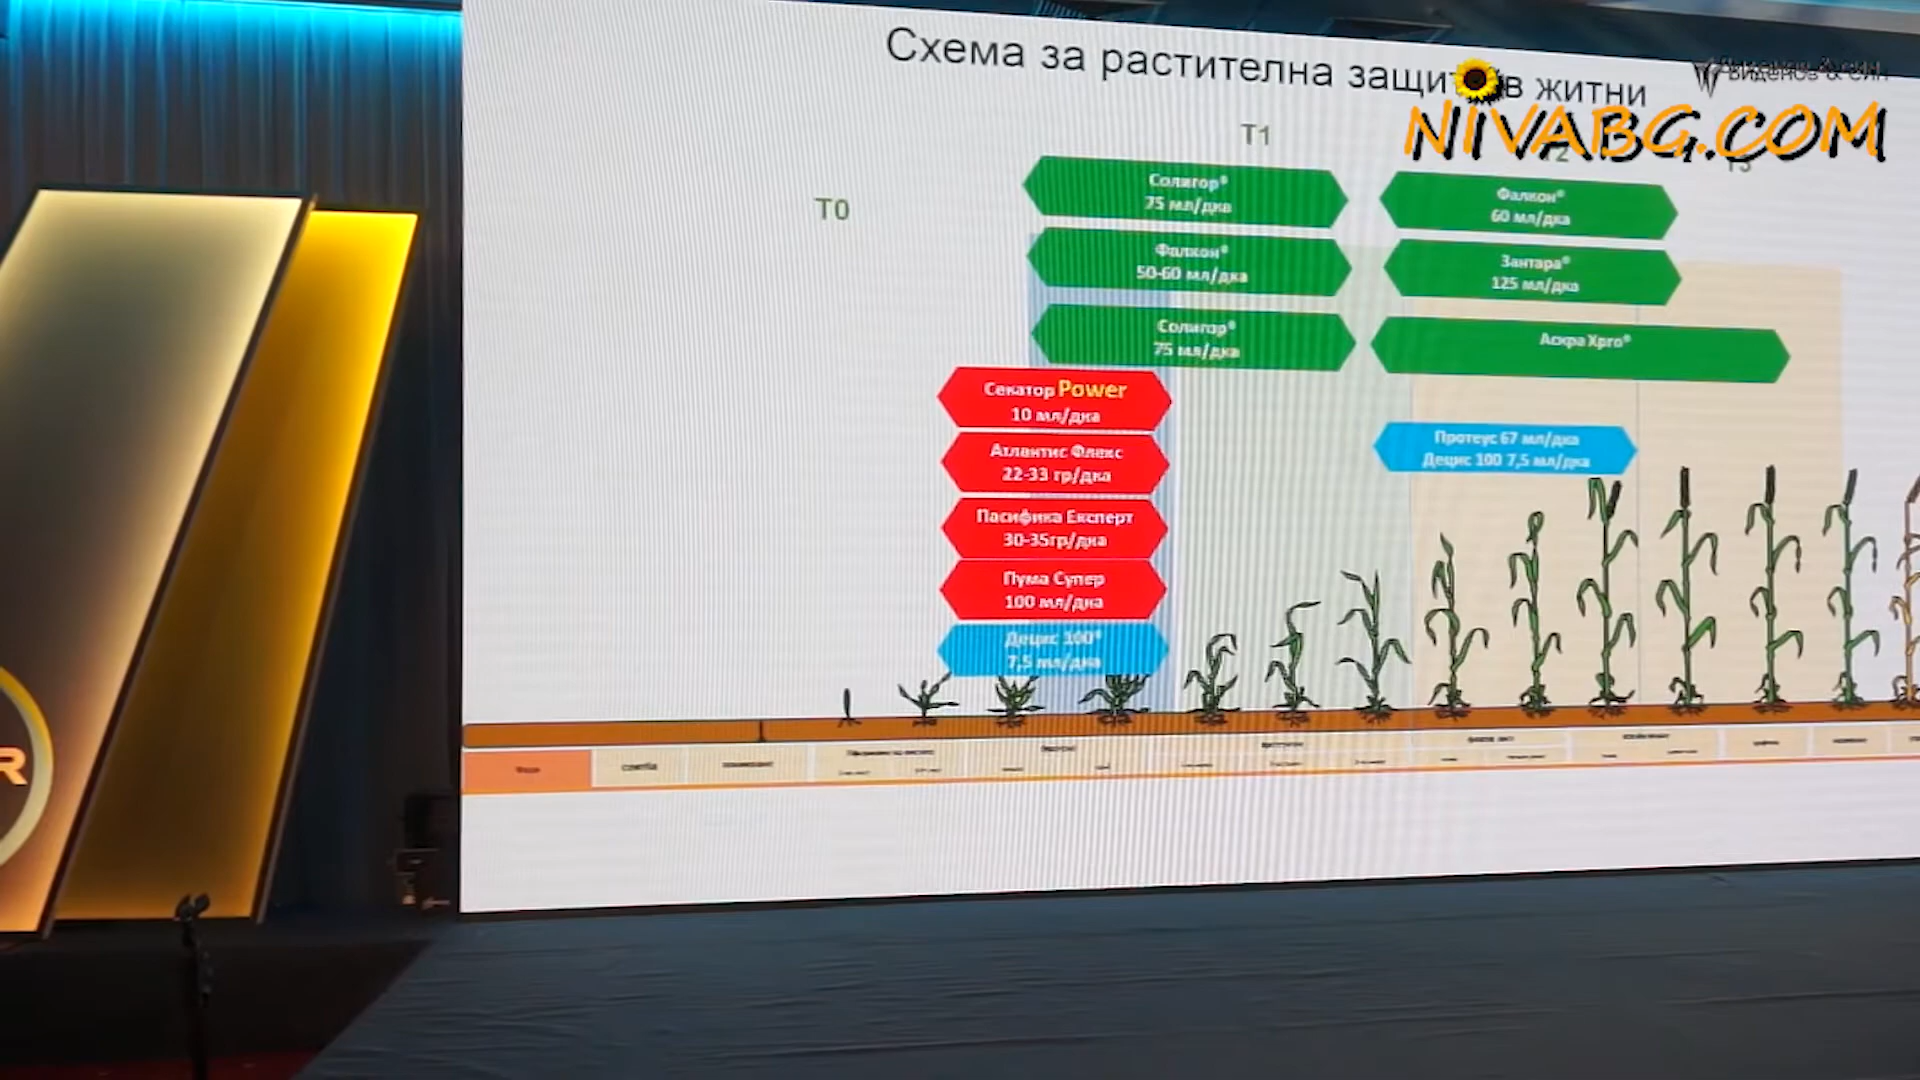 Схема за растителна защита в житни
NIVABG.COM
T0
T1
T2
T3
Солигор®
75 мл/дка
Фалкон®
50-60 мл/дка
Солигор®
75 мл/дка
Фалкон®
60 мл/дка
Зантара®
125 мл/дка
Аскра Xpro®
Секатор Power
10 мл/дка
Атлантис Флекс
22-33 гр/дка
Пасифика Експерт
30-35гр/дка
Пума Супер
100 мл/дка
Децис 100®
7,5 мл/дка
Протеус 67 мл/дка
Децис 100 7,5 мл/дка
R